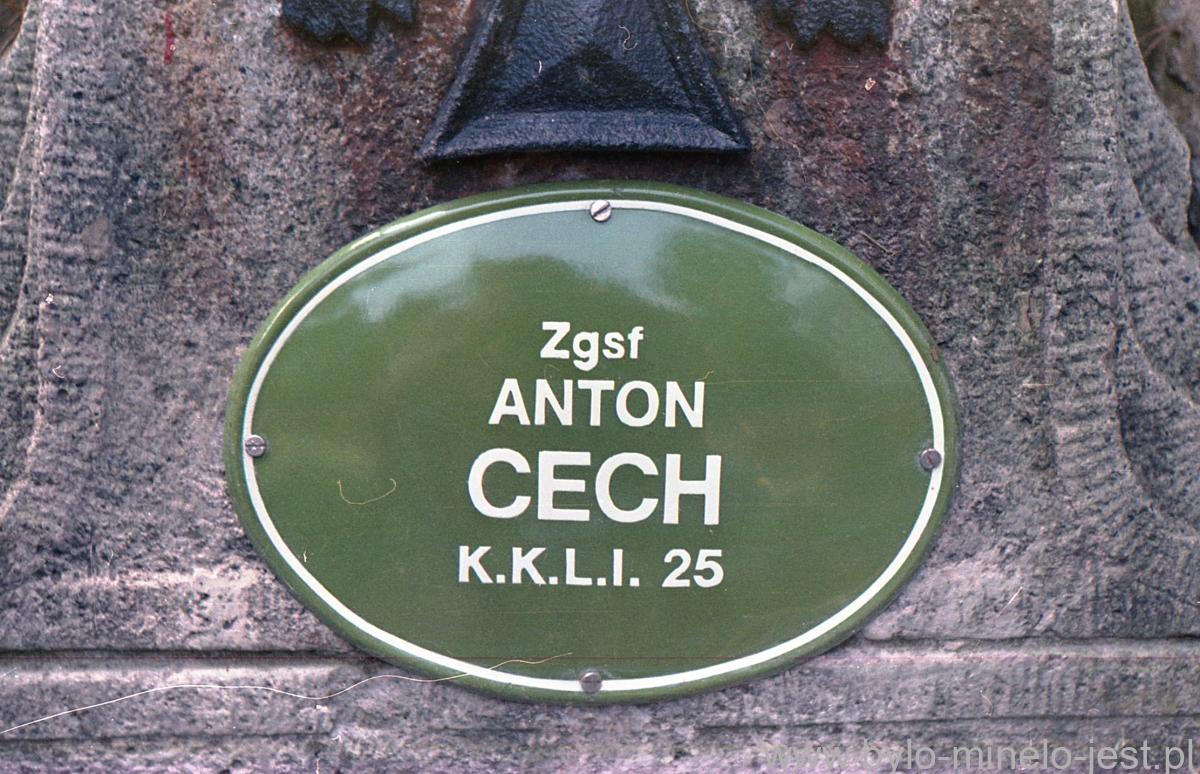 Zgsf
ANTON
CECH
K.K.L.I. 25
www.bylo-minelo-jest.pl